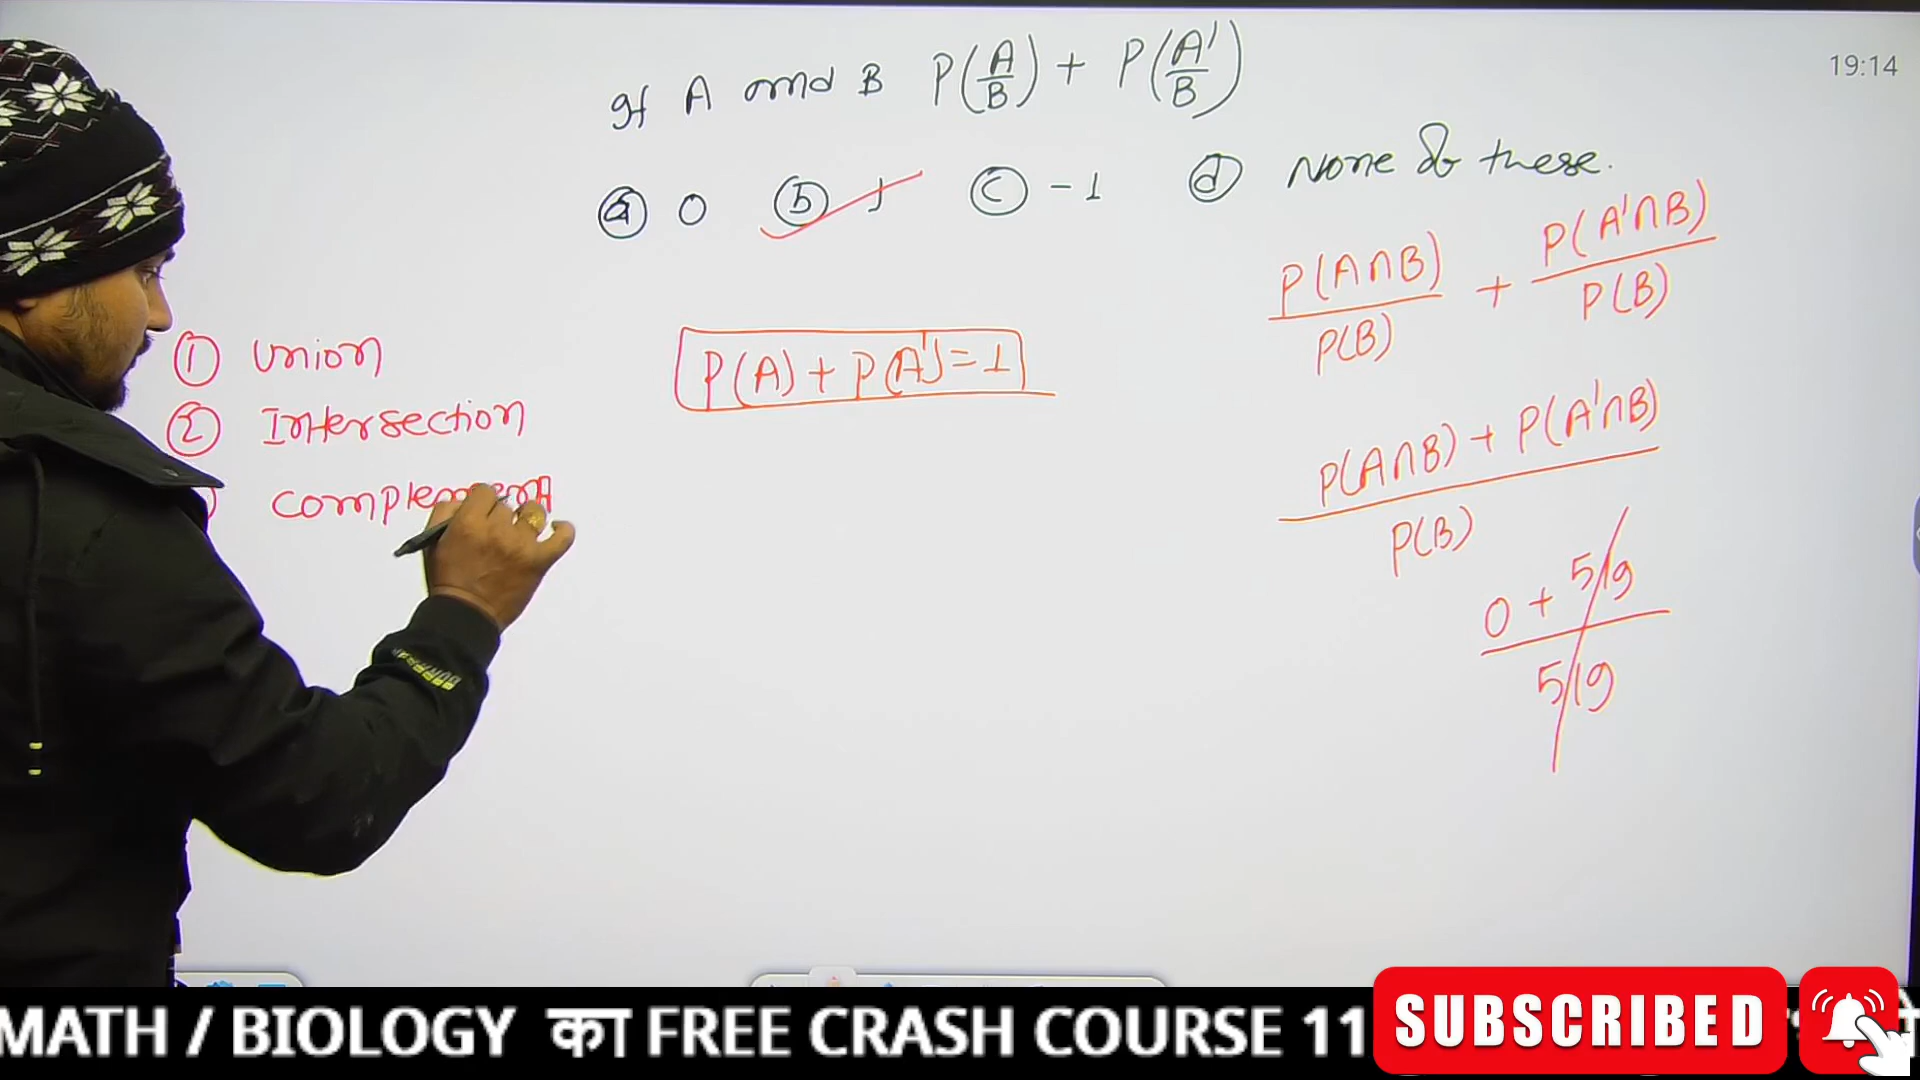 19:14
If A and B P(A/B) + P(A'/B)
(a) 0 (b) 1 (c) -1 (d) None of these.
P(A∩B)/P(B) + P(A'∩B)/P(B)
① Union
② Intersection
Complement
P(A) + P(A') = 1
P(A∩B) + P(A'∩B)
P(B)
0 + 5/9
5/9
MATH / BIOLOGY का FREE CRASH COURSE 11
SUBSCRIBED